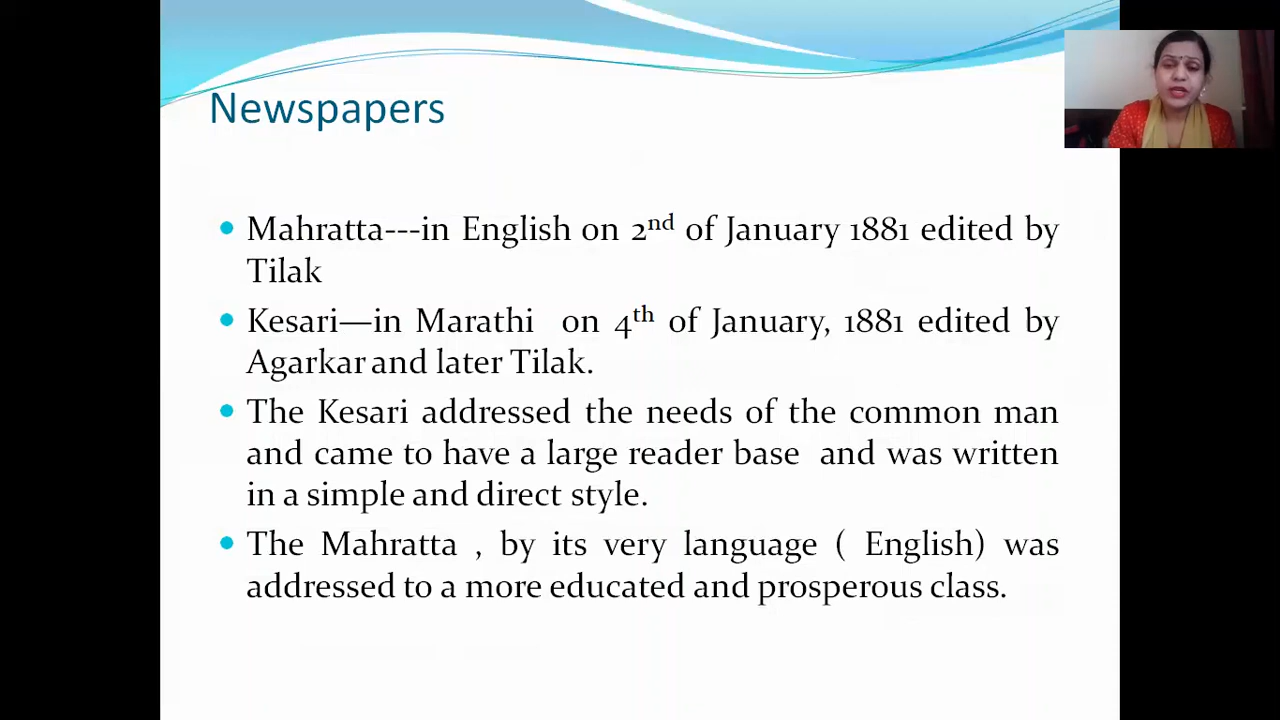 Newspapers
Mahratta---in English on 2nd of January 1881 edited by
Tilak
Kesari—in Marathi on 4th of January, 1881 edited by
Agarkar and later Tilak.
The Kesari addressed the needs of the common man
and came to have a large reader base and was written
in a simple and direct style.
The Mahratta , by its very language ( English) was
addressed to a more educated and prosperous class.